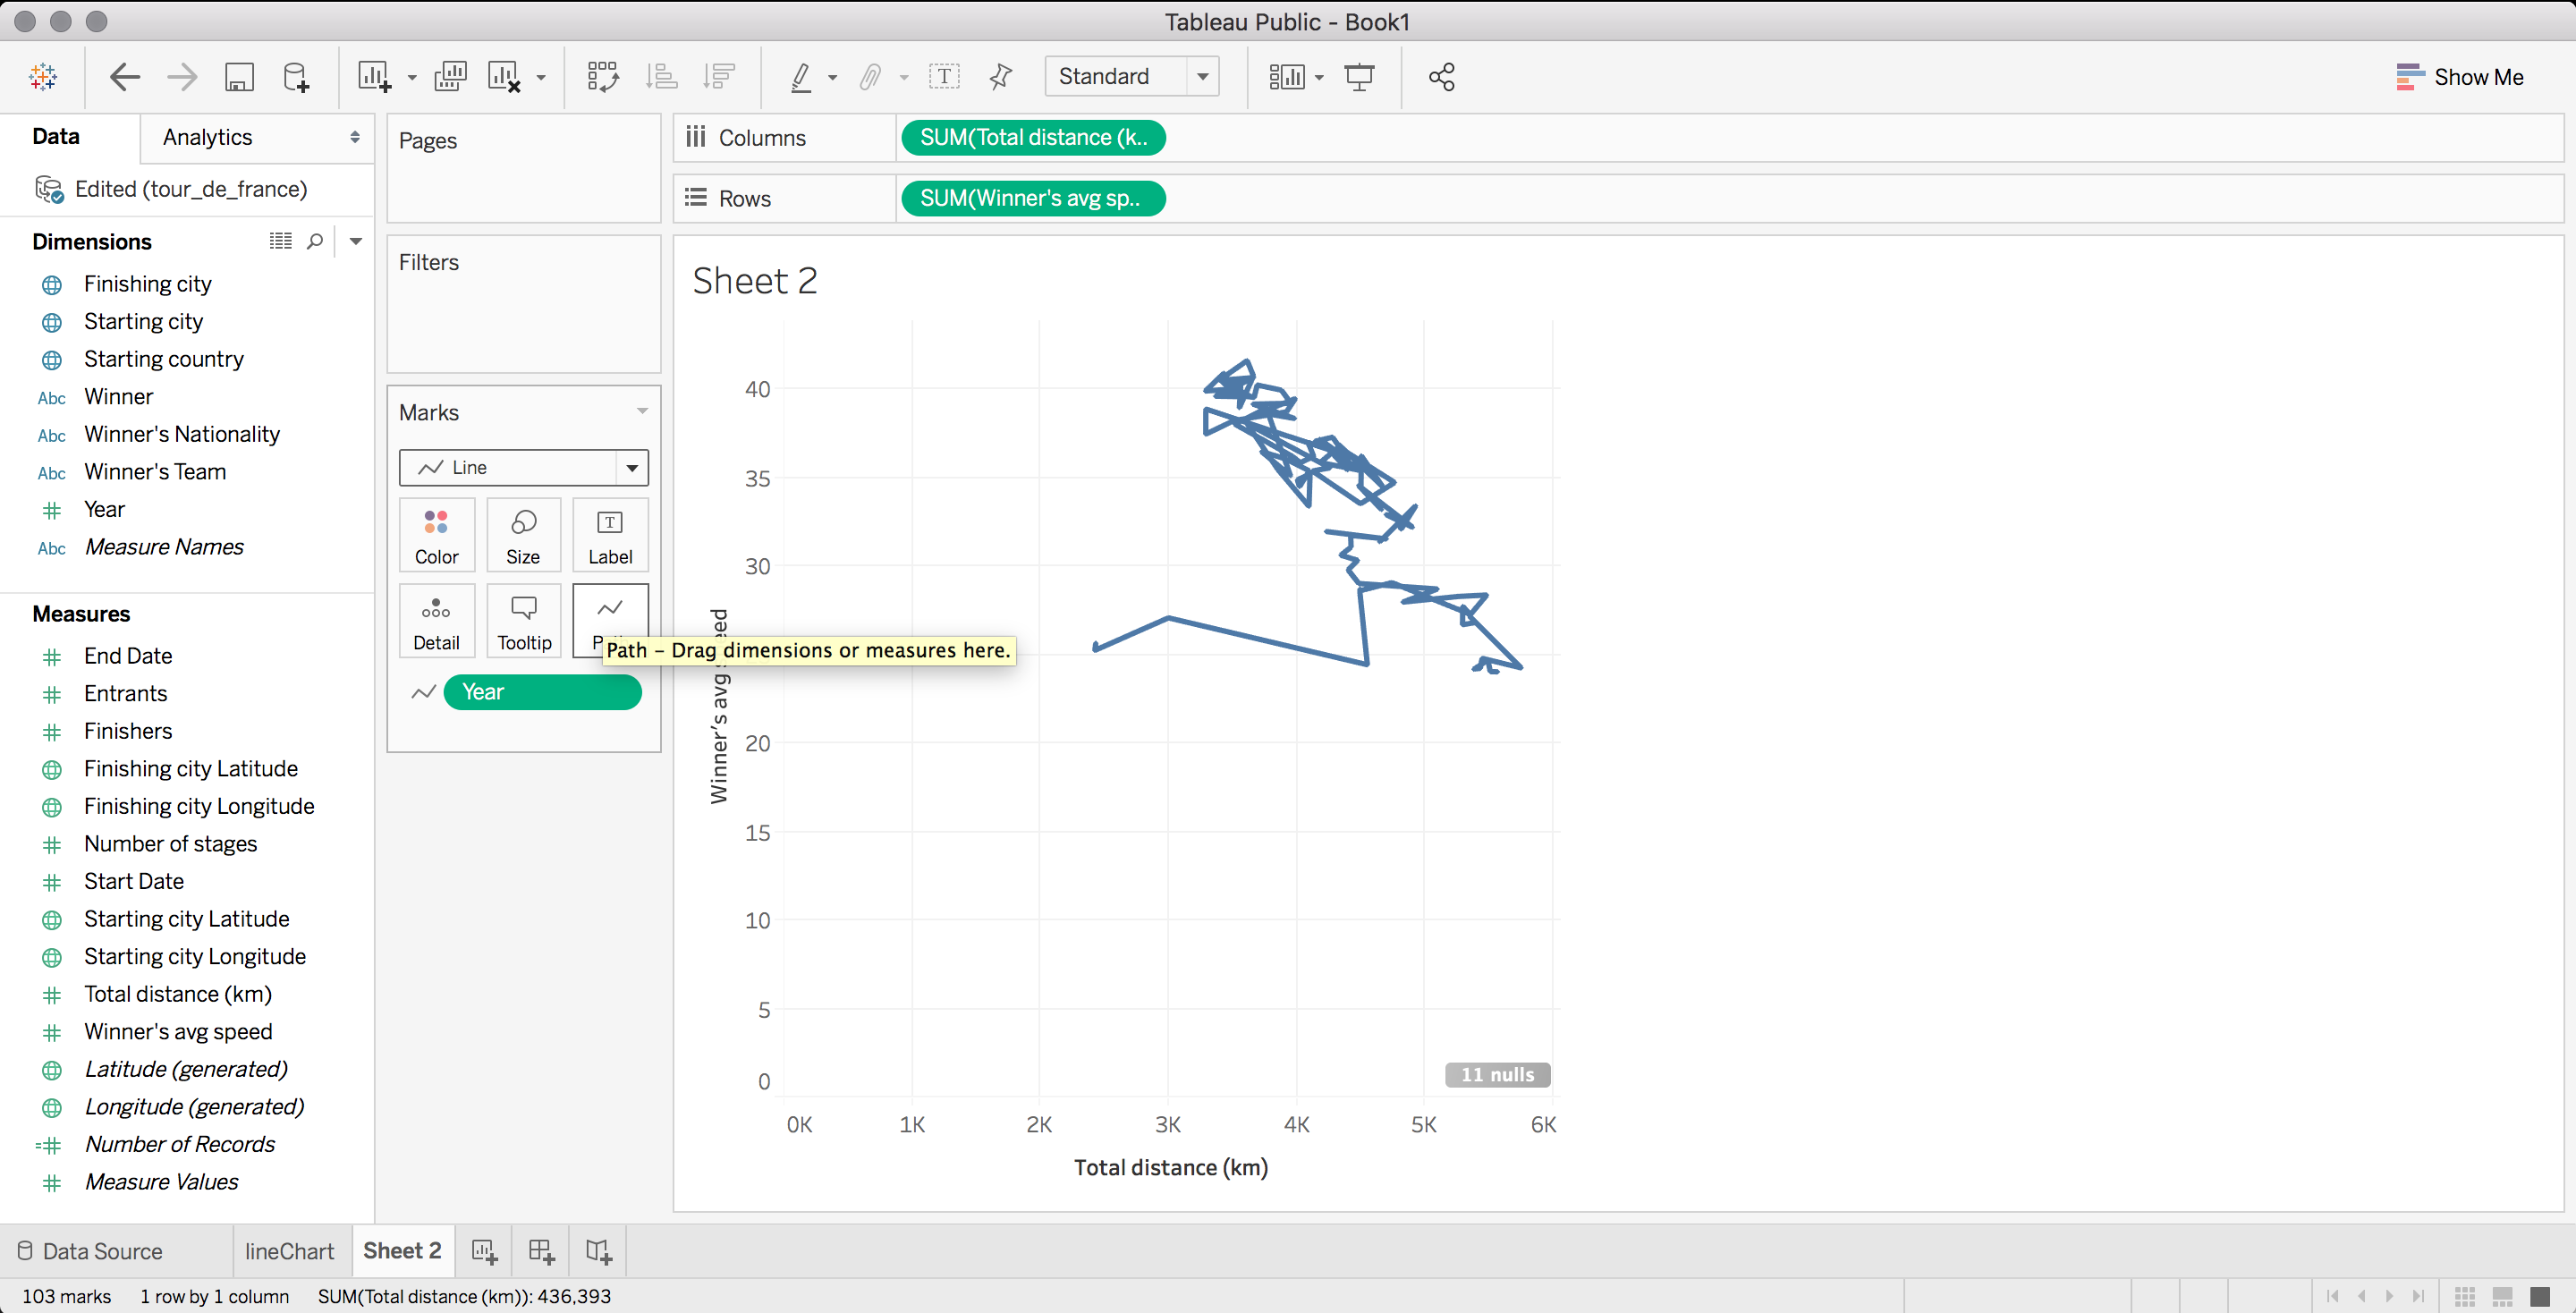 Tableau Public - Book1
Standard
Show Me
Data
Analytics
Edited (tour_de_france)
Dimensions
Finishing city
Starting city
Starting country
Abc Winner
Abc Winner's Nationality
Abc Winner's Team
Year
Abc Measure Names
Measures
End Date
Entrants
Finishers
Finishing city Latitude
Finishing city Longitude
Number of stages
Start Date
Starting city Latitude
Starting city Longitude
Total distance (km)
Winner's avg speed
Latitude (generated)
Longitude (generated)
Number of Records
Measure Values
Pages
Filters
Marks
Line
Color
Size
Label
Detail
Tooltip
Path – Drag dimensions or measures here.
Year
Columns
SUM(Total distance (k..
Rows
SUM(Winner's avg sp..
Sheet 2
40
35
30
20
15
10
5
0
Winner's avg
0K
1K
2K
3K
4K
5K
6K
Total distance (km)
11 nulls
Data Source
lineChart
Sheet 2
103 marks
1 row by 1 column
SUM(Total distance (km)): 436,393